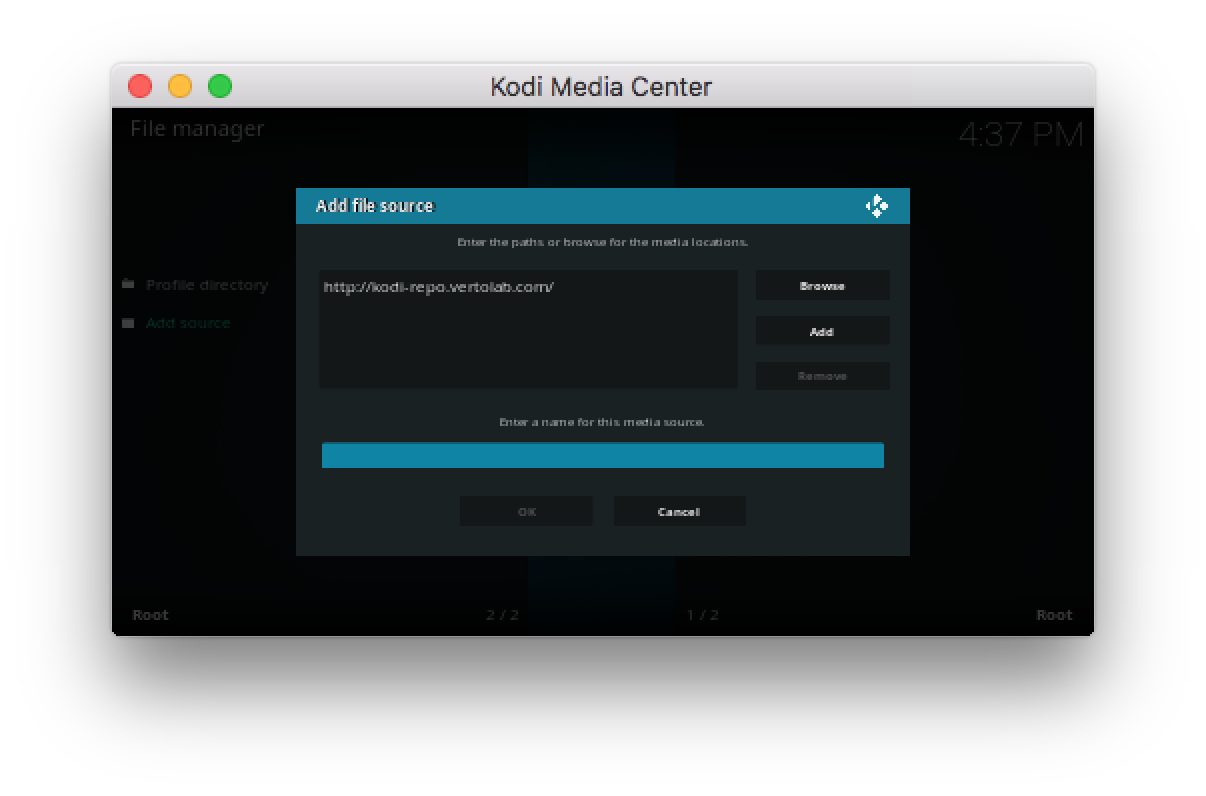 Kodi Media Center
File manager
4:37 PM
Add file source
Enter the paths or browse for the media locations.
http://kodi-repo.vertolab.com/
Browse
Profile directory
Add
Add source
Remove
Enter a name for this media source.
OK
Cancel
Root
2 / 2
1 / 2
Root